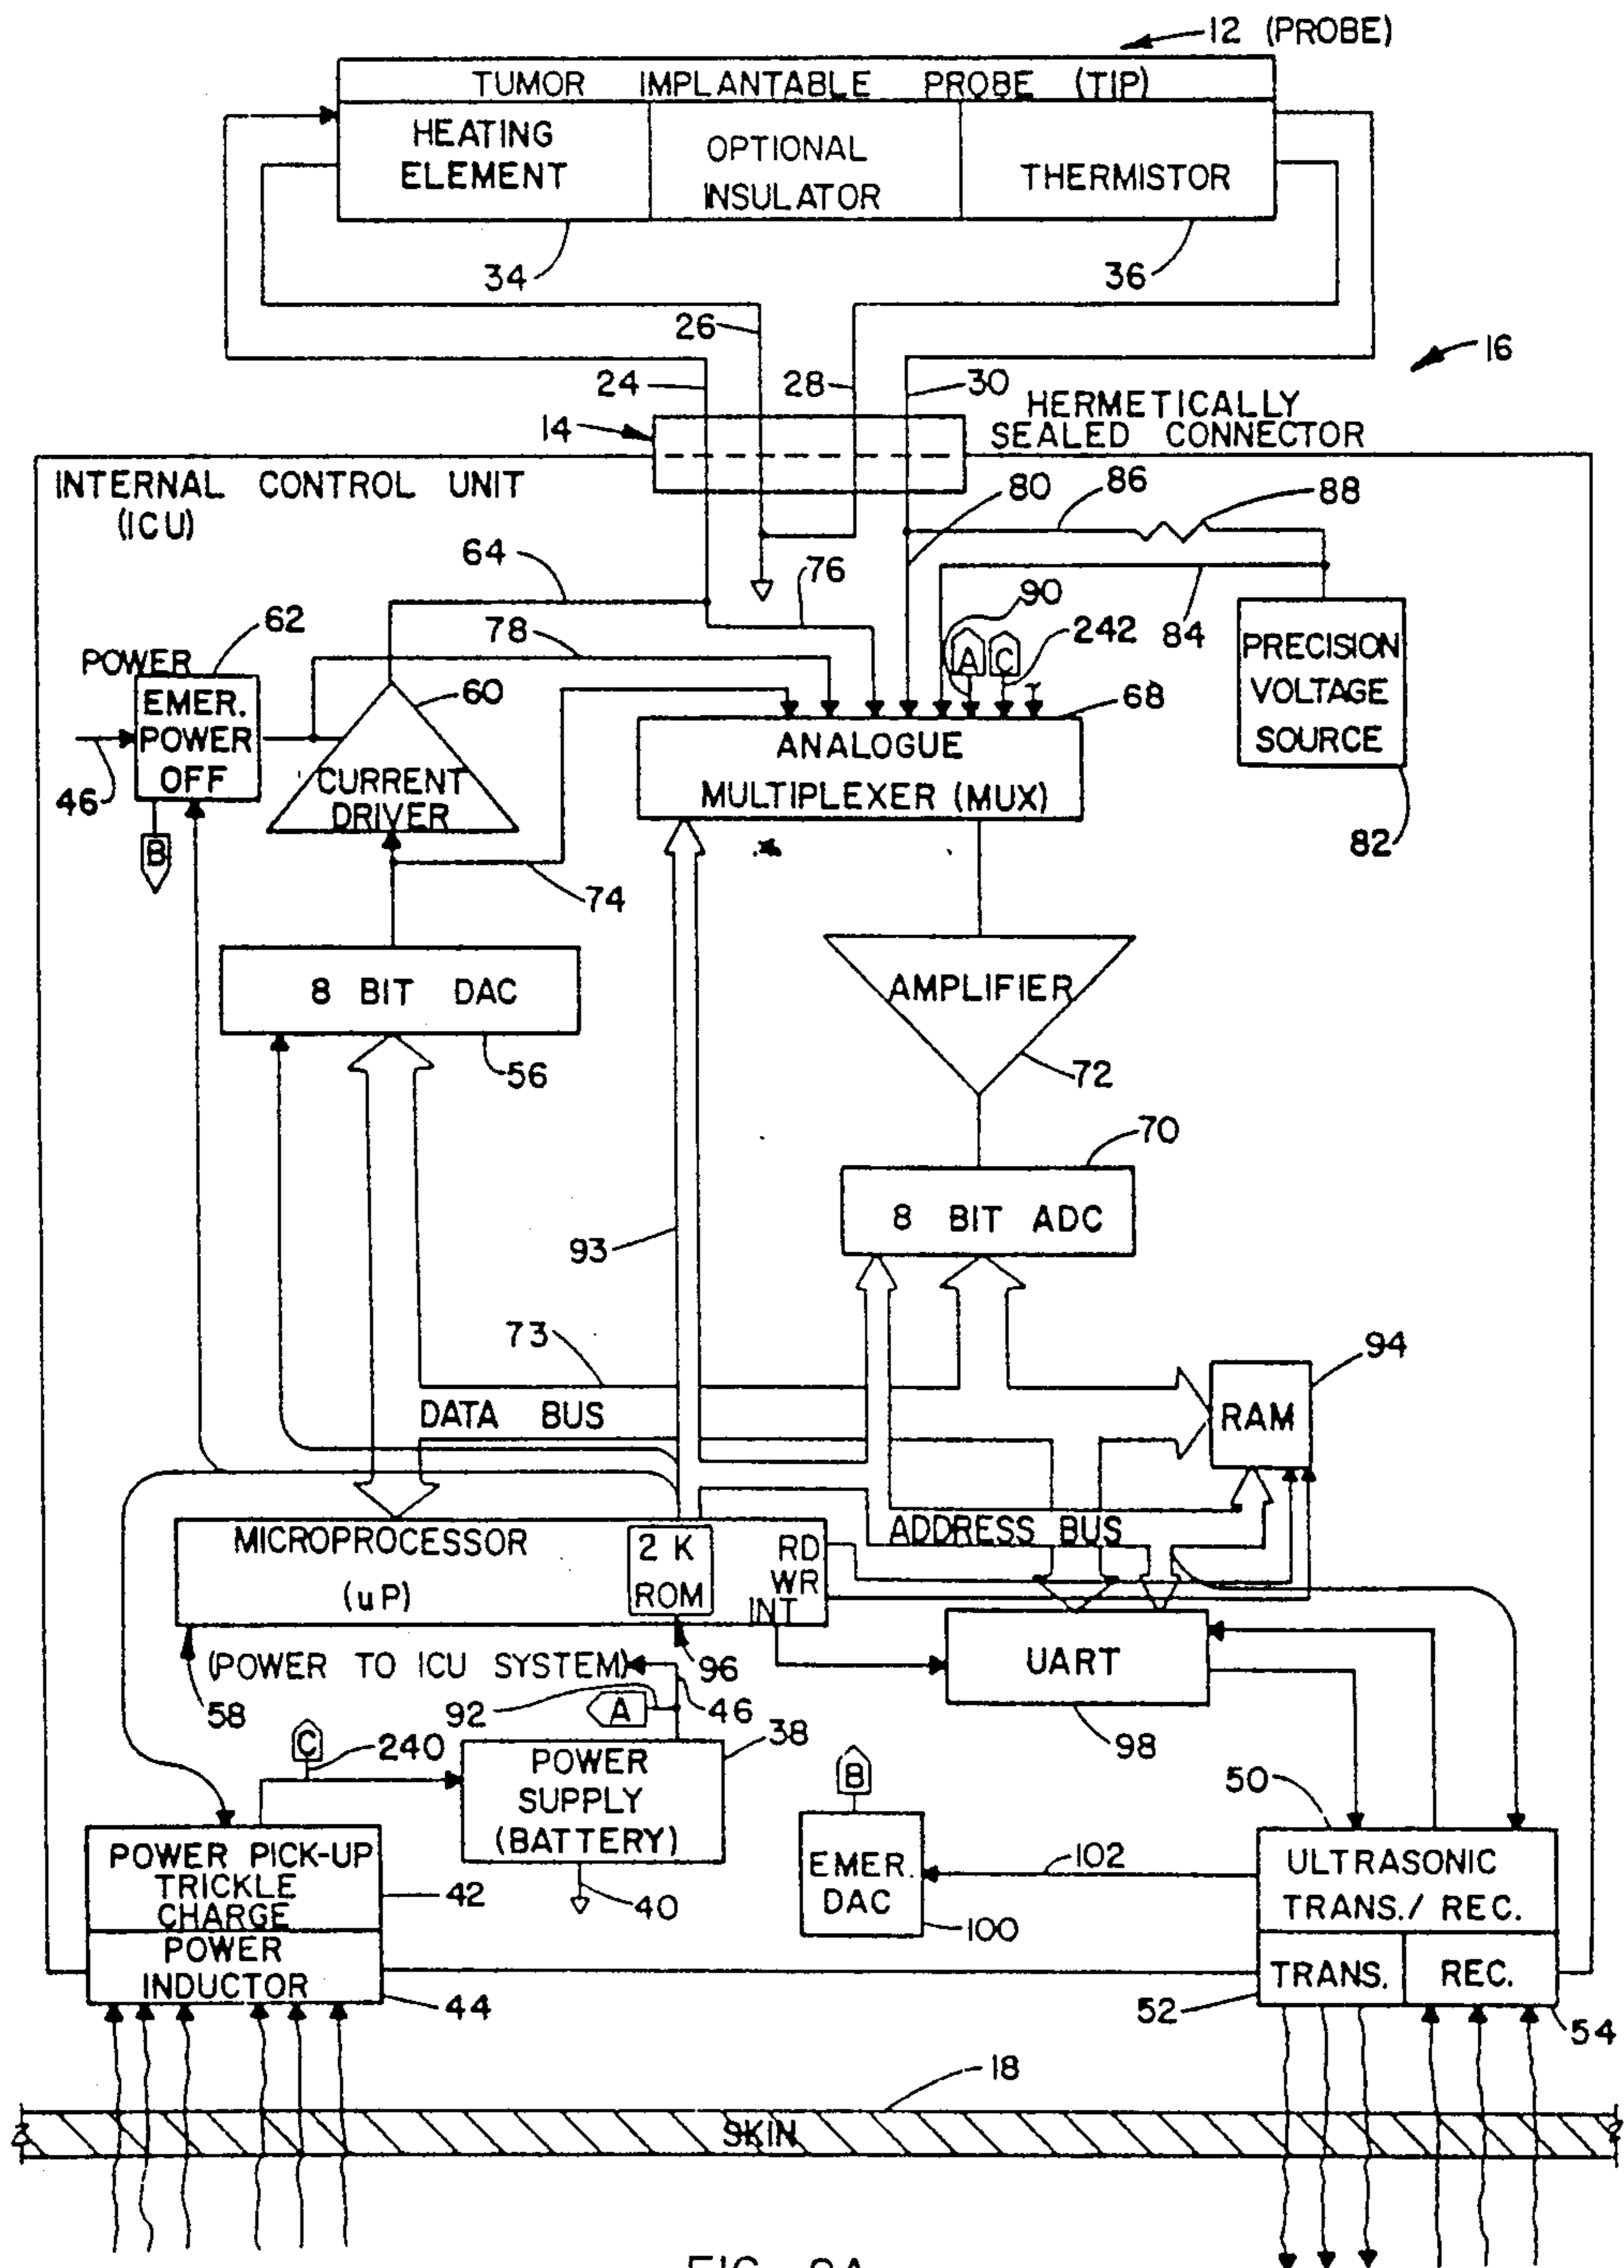 12 (PROBE)
TUMOR IMPLANTABLE PROBE (TIP)
HEATING
ELEMENT
OPTIONAL
INSULATOR
THERMISTOR
34
36
26
16
24
28
30
HERMETICALLY
SEALED CONNECTOR
14
INTERNAL CONTROL UNIT
(ICU)
80
86
88
64
76
90
62
78
242
84
POWER
A
C
PRECISION
VOLTAGE
SOURCE
EMER.
POWER
OFF
60
68
46
CURRENT
DRIVER
ANALOGUE
MULTIPLEXER (MUX)
82
B
74
8 BIT DAC
AMPLIFIER
56
72
70
8 BIT ADC
93
73
94
DATA BUS
RAM
MICROPROCESSOR
(uP)
2 K
ROM
RD
WR
INT
ADDRESS BUS
(POWER TO ICU SYSTEM)
96
UART
58
92
A
46
C
240
38
98
POWER
SUPPLY
(BATTERY)
B
50
POWER PICK-UP
TRICKLE
CHARGE
42
40
EMER.
DAC
102
100
ULTRASONIC
TRANS./ REC.
POWER
INDUCTOR
44
TRANS.
REC.
52
54
18
SKIN